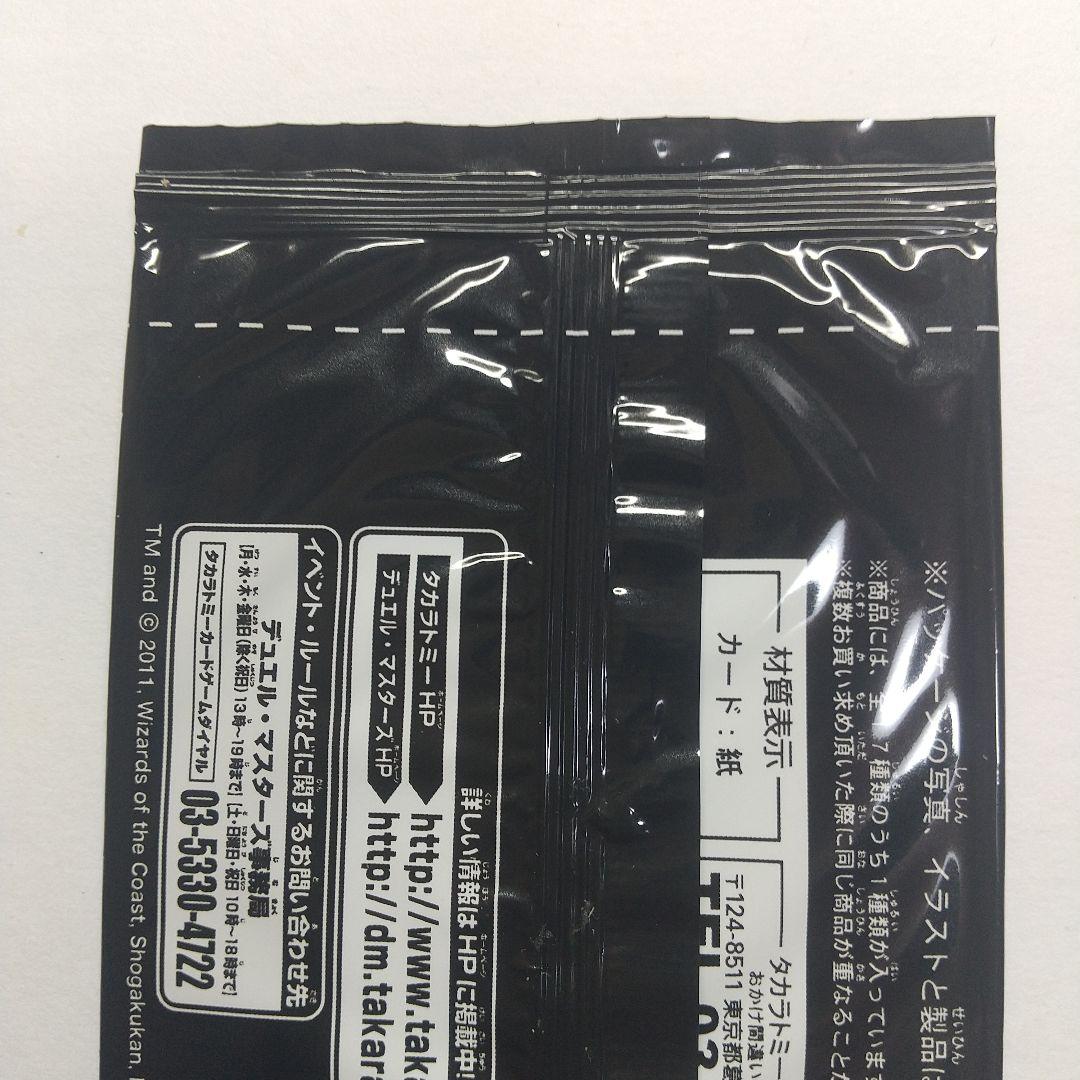 ※パッケージの写真、イラストと製品は
※商品には、全17種類のうち1種類が入っています
※複数お買い求め頂いた際に同じ商品が重なることが
材質表示
カード：紙
タカラトミー
おかけ間違い
〒124-8511 東京都葛
TEL 03
詳しい情報はHPに掲載中!
タカラトミーHP
http://www.taka
デュエル・マスターズHP
http://dm.takara
イベント・ルールなどに関するお問い合わせ先
デュエル・マスターズ事務局
[月・水・木・金曜日(除く祝日)13時~19時まで][土・日曜日・祝日 10時~18時まで]
タカラトミーカードゲームダイヤル
03-5330-4722
TM and © 2011, Wizards of the Coast, Shogakukan,